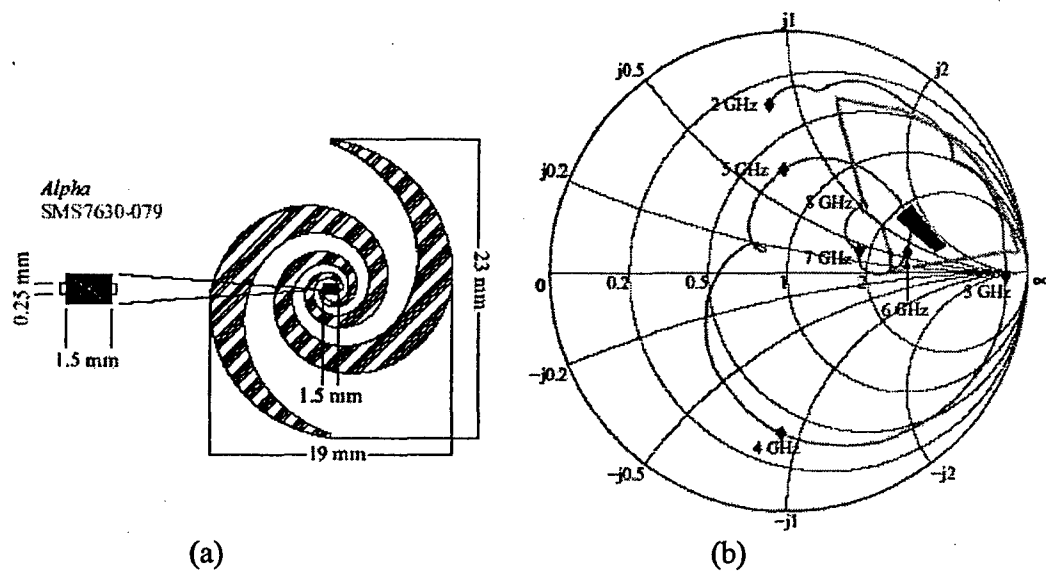 Alpha
SMS7630-079
0.25 mm
1.5 mm
1.5 mm
19 mm
23 mm
(a)
j1
j0.5
j2
2 GHz
5 GHz
j0.2
8 GHz
7 GHz
0
0.2
0.5
1
2
3 GHz
∞
6 GHz
-j0.2
4 GHz
-j0.5
-j2
-j1
(b)